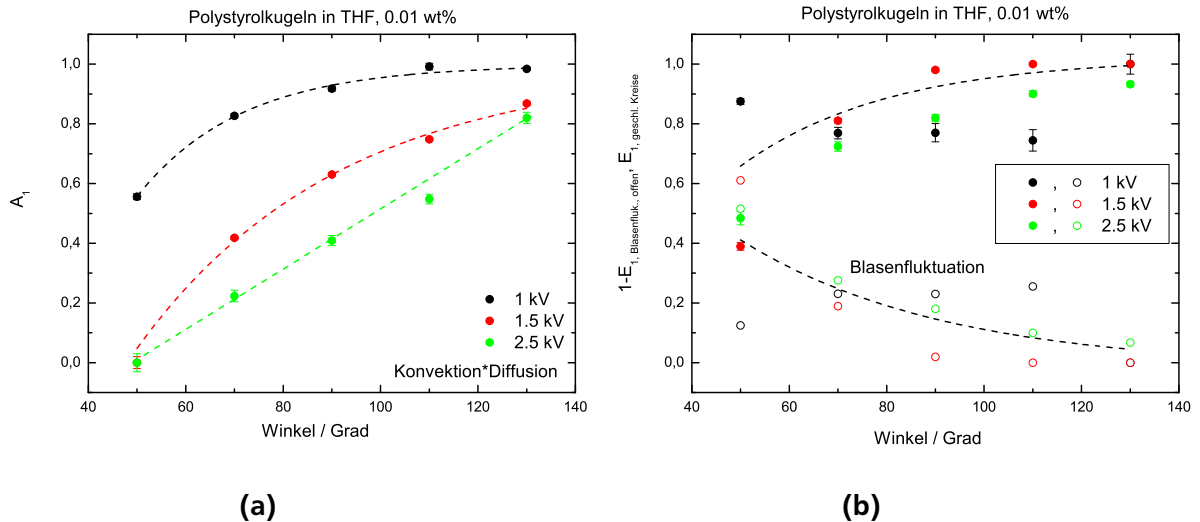 Polystyrolkugeln in THF, 0.01 wt%
1,0
0,8
0,6
0,4
0,2
0,0
A1
1 kV
1.5 kV
2.5 kV
Konvektion*Diffusion
40 60 80 100 120 140
Winkel / Grad
(a)
Polystyrolkugeln in THF, 0.01 wt%
1,0
0,8
0,6
0,4
0,2
0,0
1-E1, Blasenfluk., offen, E1, geschl. Kreise
, 1 kV
, 1.5 kV
, 2.5 kV
Blasenfluktuation
40 60 80 100 120 140
Winkel / Grad
(b)